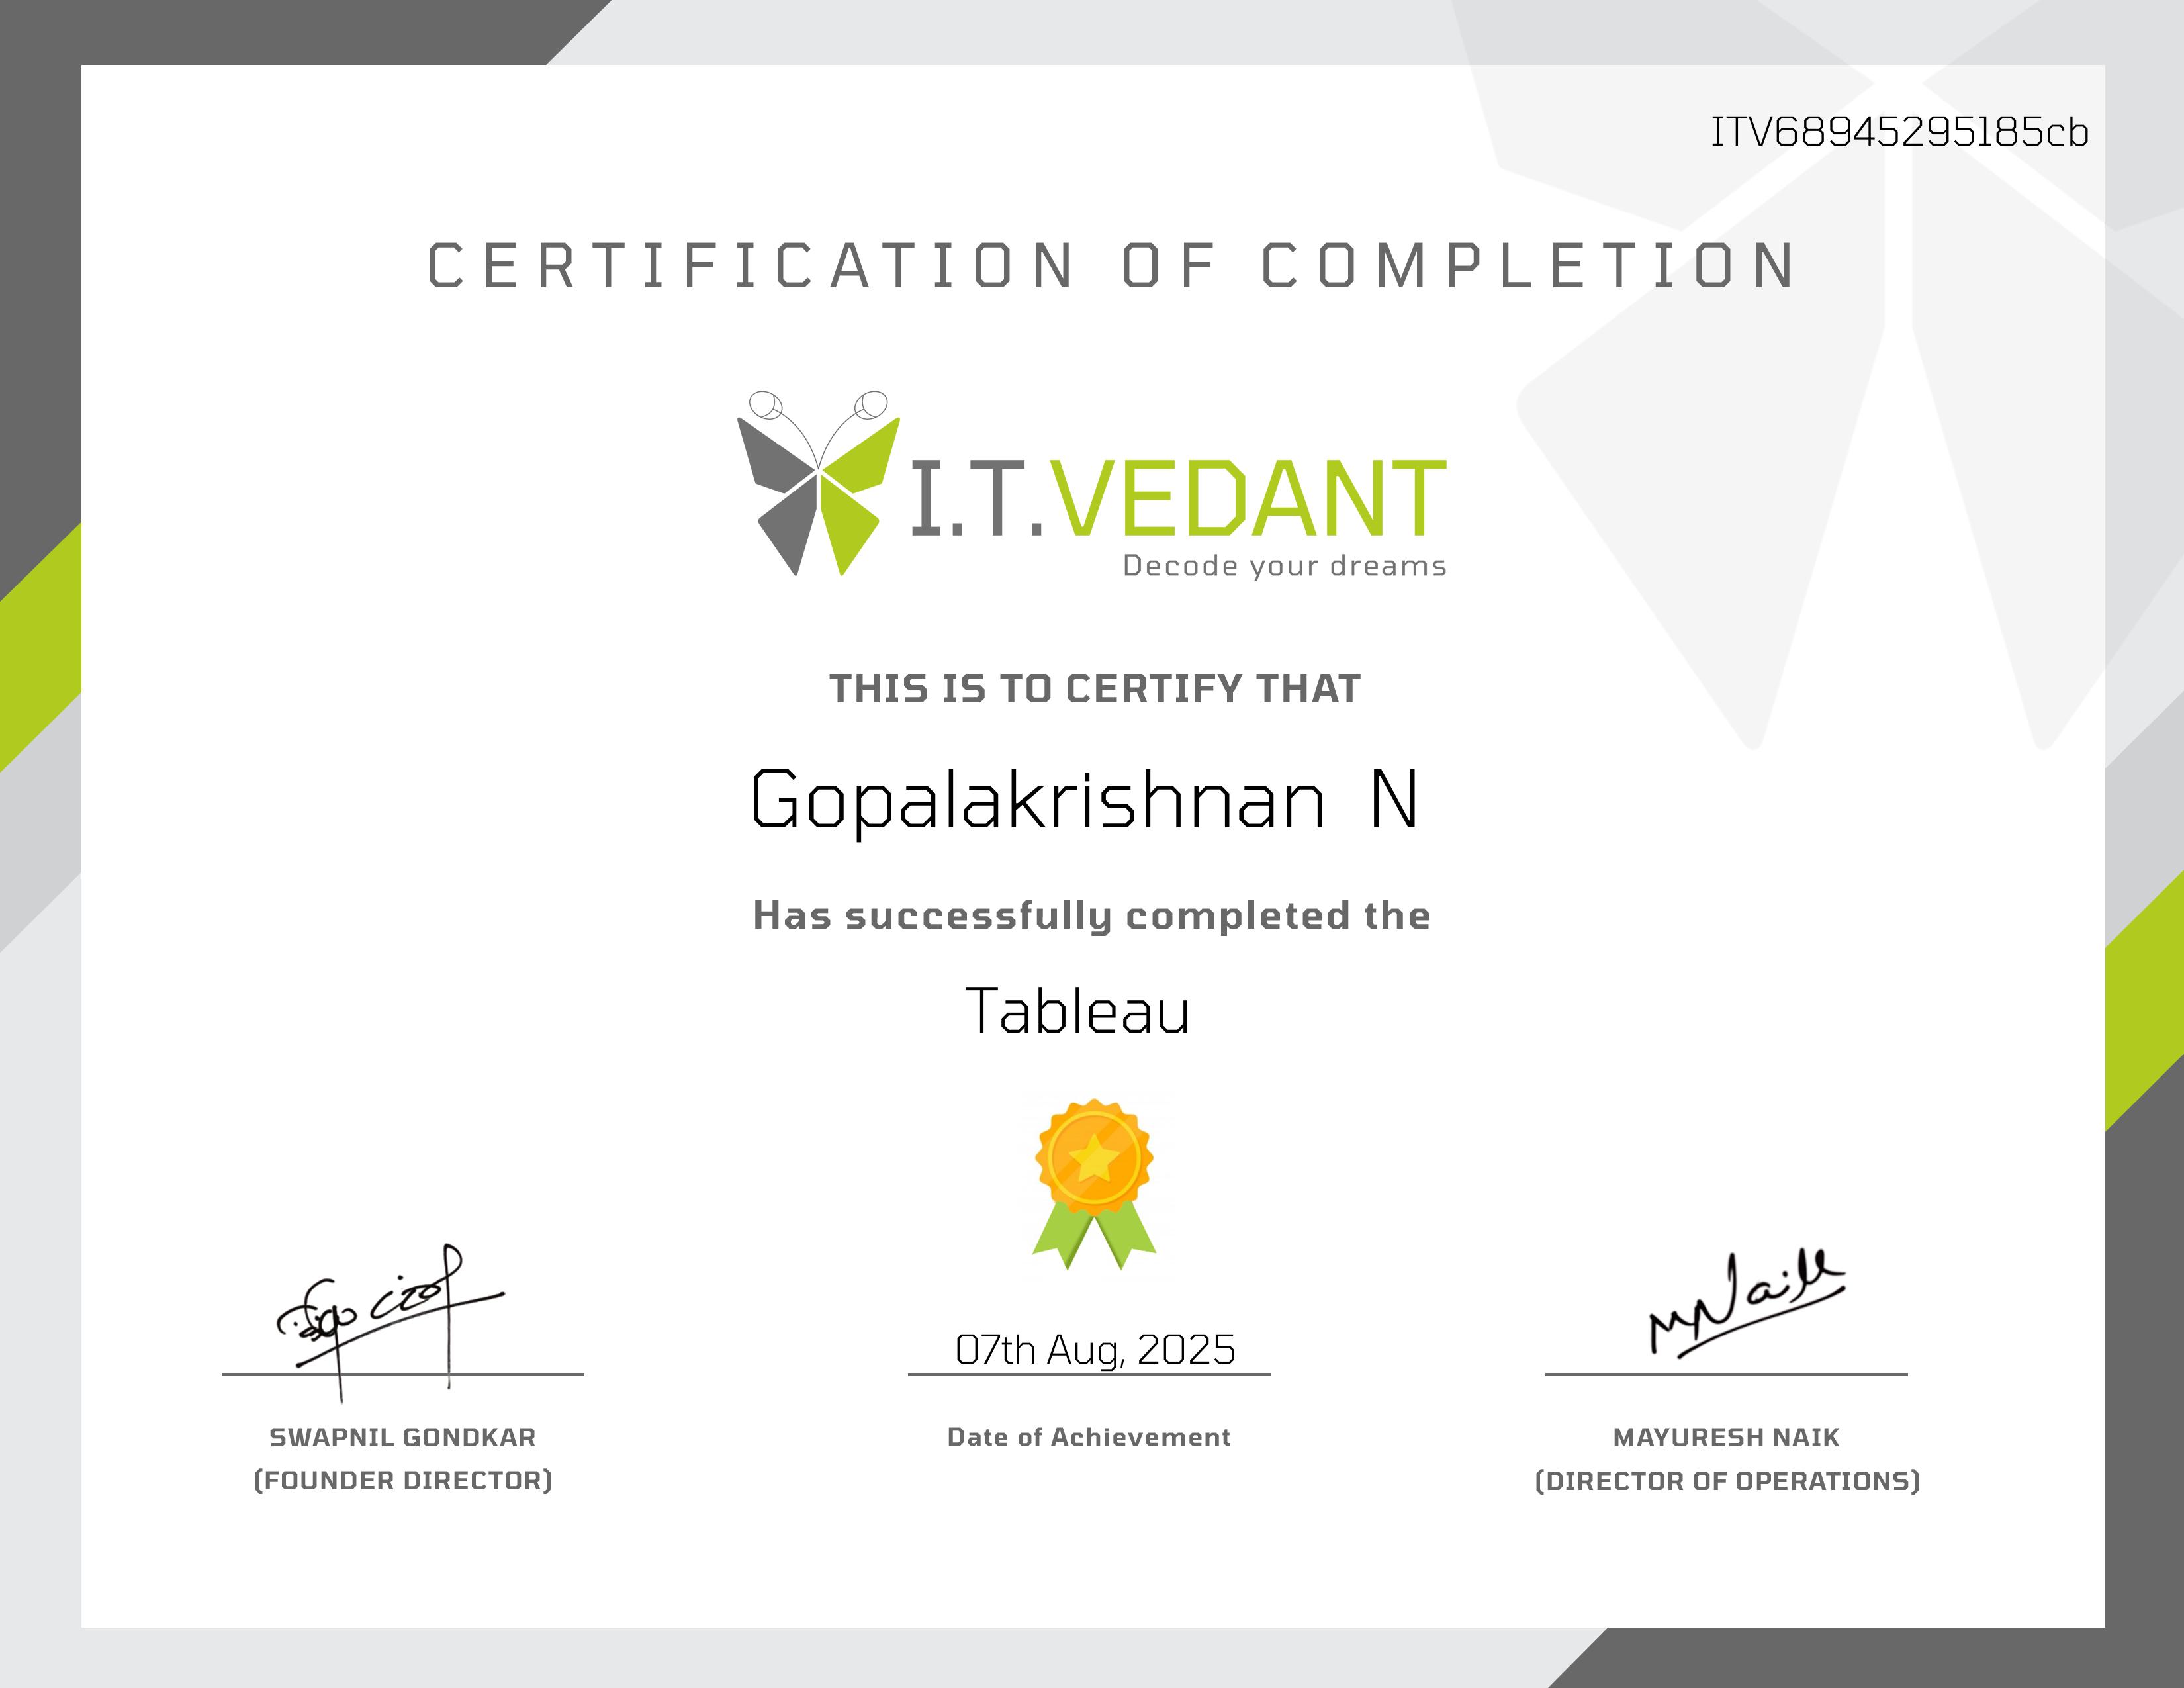 ITV68945295185cb
CERTIFICATION OF COMPLETION
I.T.VEDANT
Decode your dreams
THIS IS TO CERTIFY THAT
Gopalakrishnan N
Has successfully completed the
Tableau
07th Aug, 2025
SWAPNIL GONDKAR
(FOUNDER DIRECTOR)
Date of Achievement
MAYURESH NAIK
(DIRECTOR OF OPERATIONS)